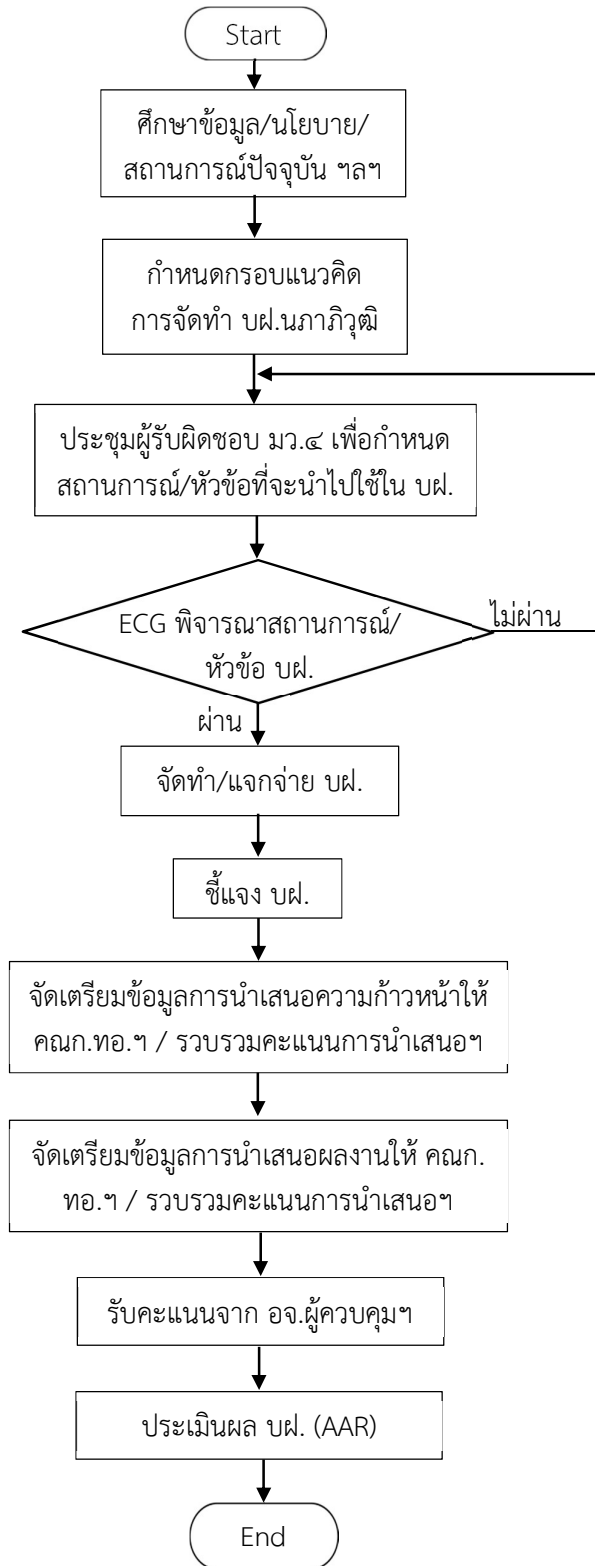 Start
ศึกษาข้อมูล/นโยบาย/
สถานการณ์ปัจจุบัน ฯลฯ
กำหนดกรอบแนวคิด
การจัดทำ บฝ.นภาภิวุฒิ
ประชุมผู้รับผิดชอบ มว.๔ เพื่อกำหนด
สถานการณ์/หัวข้อที่จะนำไปใช้ใน บฝ.
ECG พิจารณาสถานการณ์/
หัวข้อ บฝ.
ไม่ผ่าน
ผ่าน
จัดทำ/แจกจ่าย บฝ.
ชี้แจง บฝ.
จัดเตรียมข้อมูลการนำเสนอความก้าวหน้าให้
คณก.ทอ.ฯ / รวบรวมคะแนนการนำเสนอฯ
จัดเตรียมข้อมูลการนำเสนอผลงานให้ คณก.
ทอ.ฯ / รวบรวมคะแนนการนำเสนอฯ
รับคะแนนจาก อจ.ผู้ควบคุมฯ
ประเมินผล บฝ. (AAR)
End